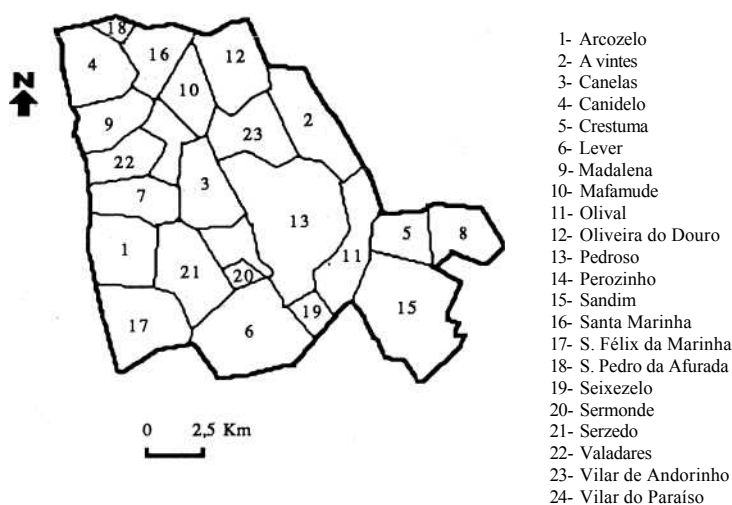 18
4
16
12
N
10
9
23
2
22
3
7
13
5
8
1
11
21
20
15
19
17
6
0 2,5 Km
1- Arcozelo
2- A vintes
3- Canelas
4- Canidelo
5- Crestuma
6- Lever
9- Madalena
10- Mafamude
11- Olival
12- Oliveira do Douro
13- Pedroso
14- Perozinho
15- Sandim
16- Santa Marinha
17- S. Félix da Marinha
18- S. Pedro da Afurada
19- Seixezelo
20- Sermonde
21- Serzedo
22- Valadares
23- Vilar de Andorinho
24- Vilar do Paraíso